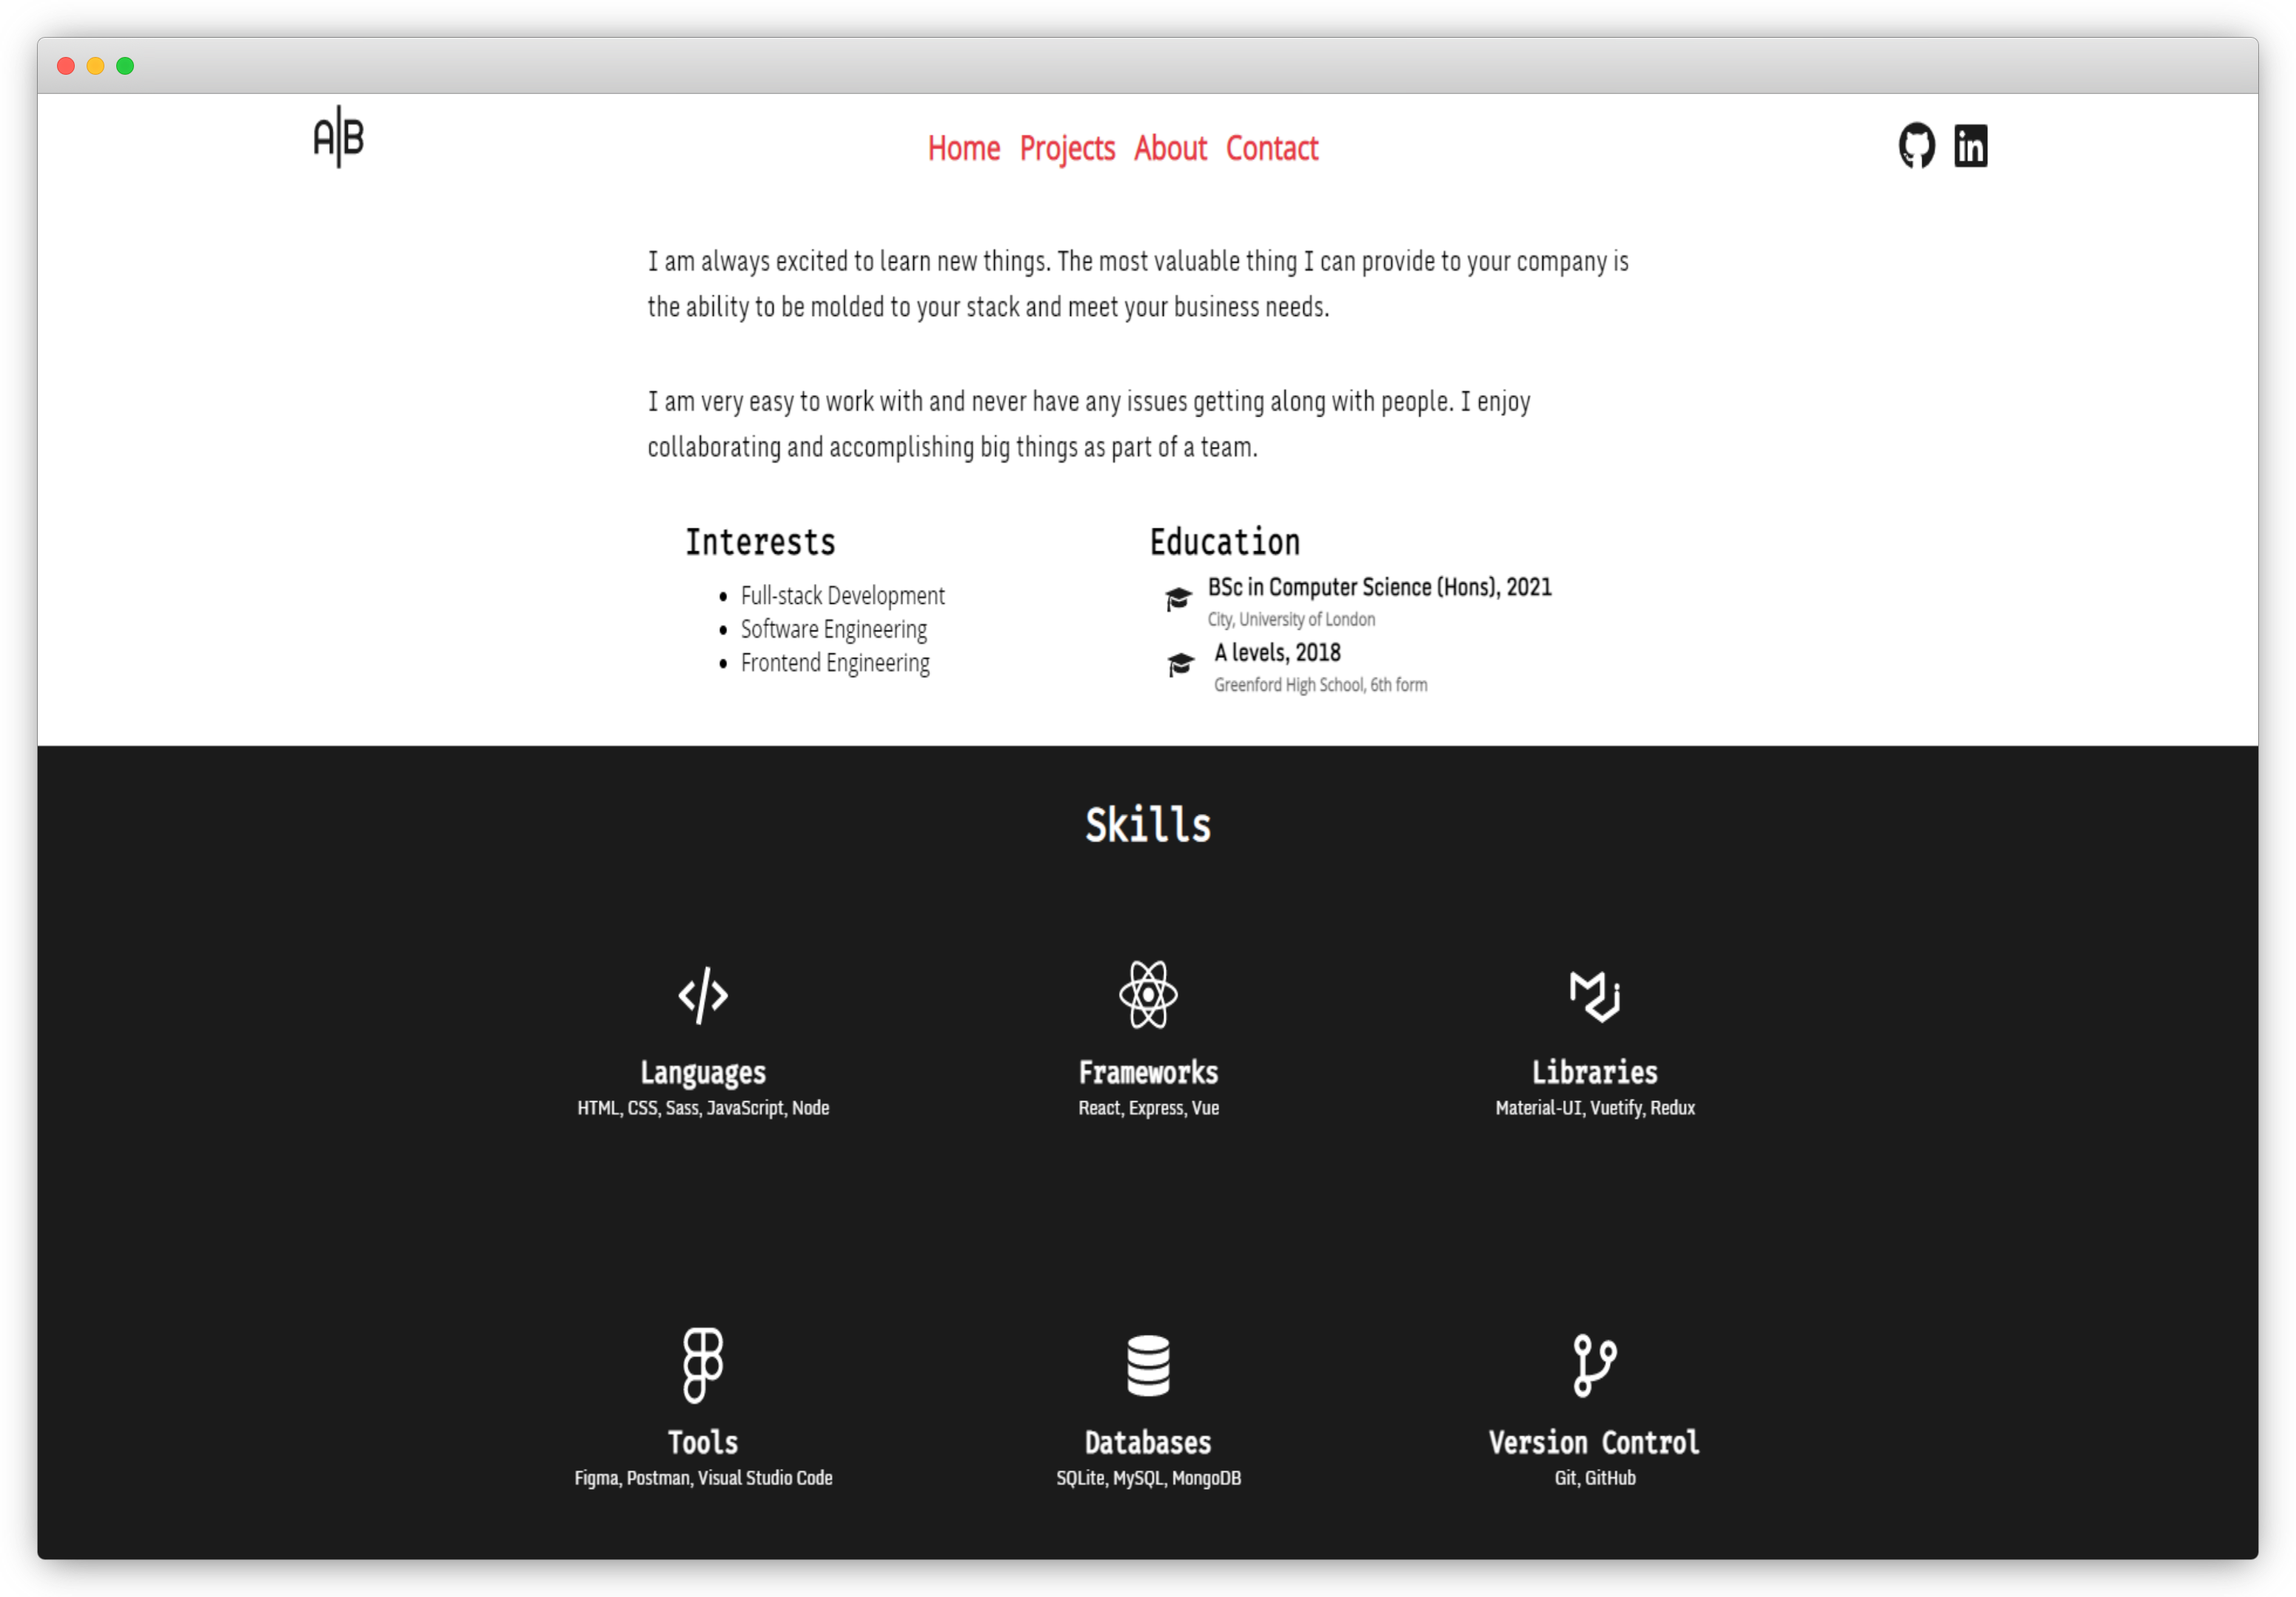 A|B
Home Projects About Contact
in
I am always excited to learn new things. The most valuable thing I can provide to your company is
the ability to be molded to your stack and meet your business needs.
I am very easy to work with and never have any issues getting along with people. I enjoy
collaborating and accomplishing big things as part of a team.
Interests
Full-stack Development
Software Engineering
Frontend Engineering
Education
BSc in Computer Science (Hons), 2021
City, University of London
A levels, 2018
Greenford High School, 6th form
Skills
Languages
HTML, CSS, Sass, JavaScript, Node
Frameworks
React, Express, Vue
Libraries
Material-UI, Vuetify, Redux
Tools
Figma, Postman, Visual Studio Code
Databases
SQLite, MySQL, MongoDB
Version Control
Git, GitHub